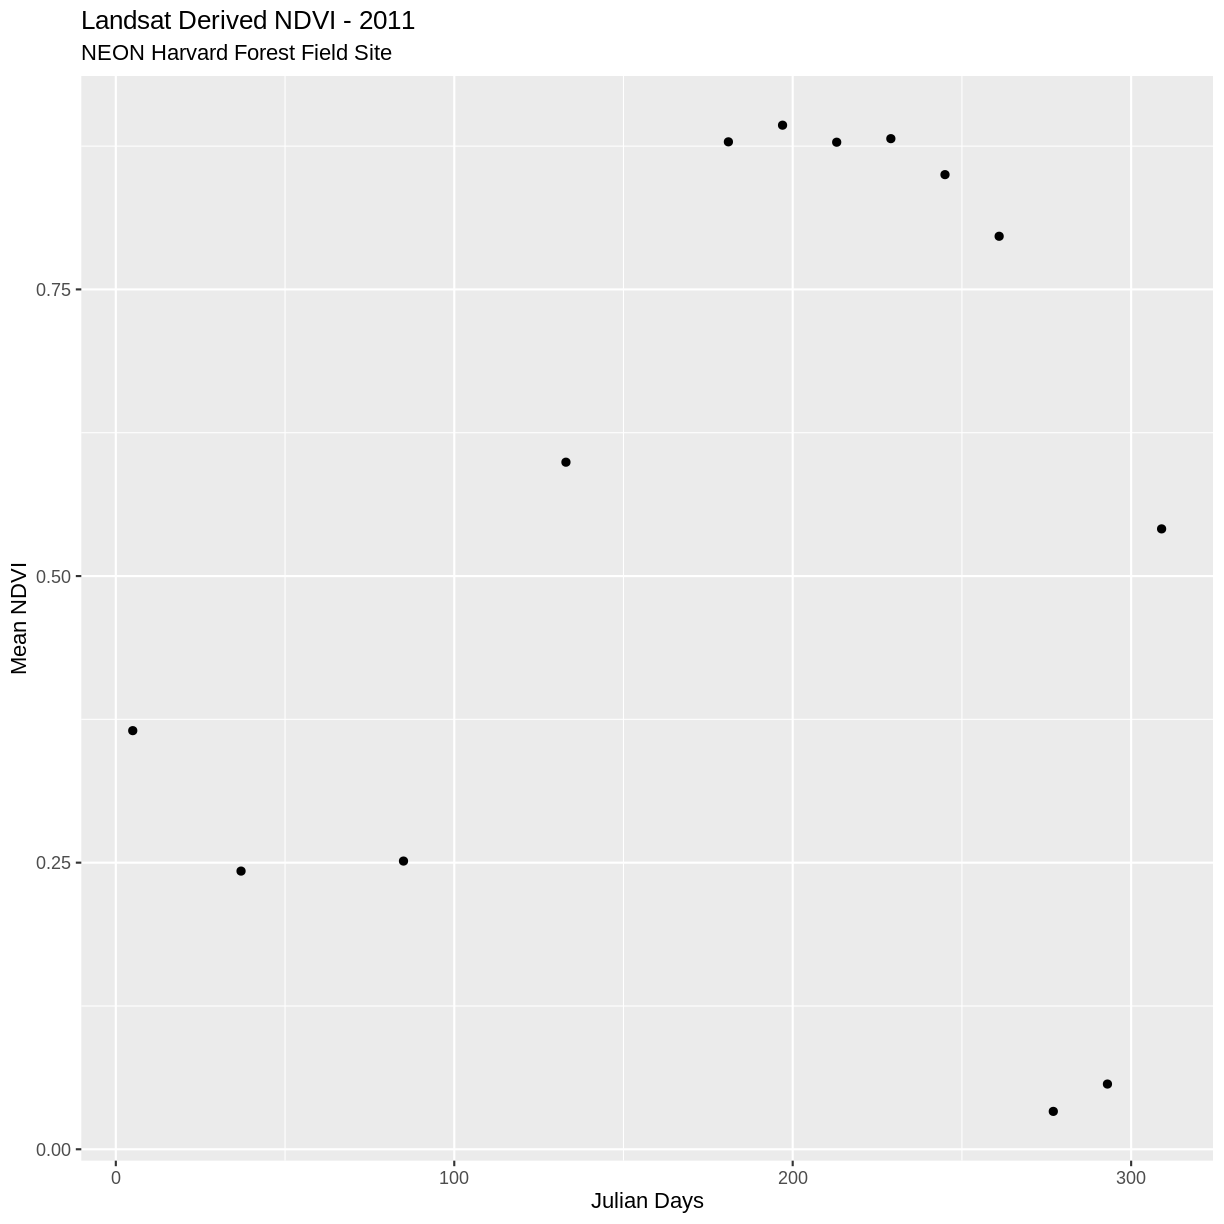 Landsat Derived NDVI - 2011
NEON Harvard Forest Field Site
Mean NDVI
0.75
0.50
0.25
0.00
0 100 200 300
Julian Days